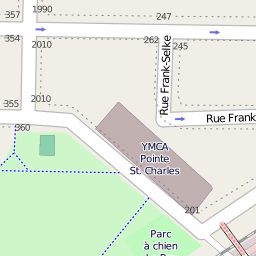 357
1990
247
354
2010
262
245
Rue Frank-Selke
355
2010
Rue Frank
360
YMCA
Pointe
St. Charles
201
Parc
à chien